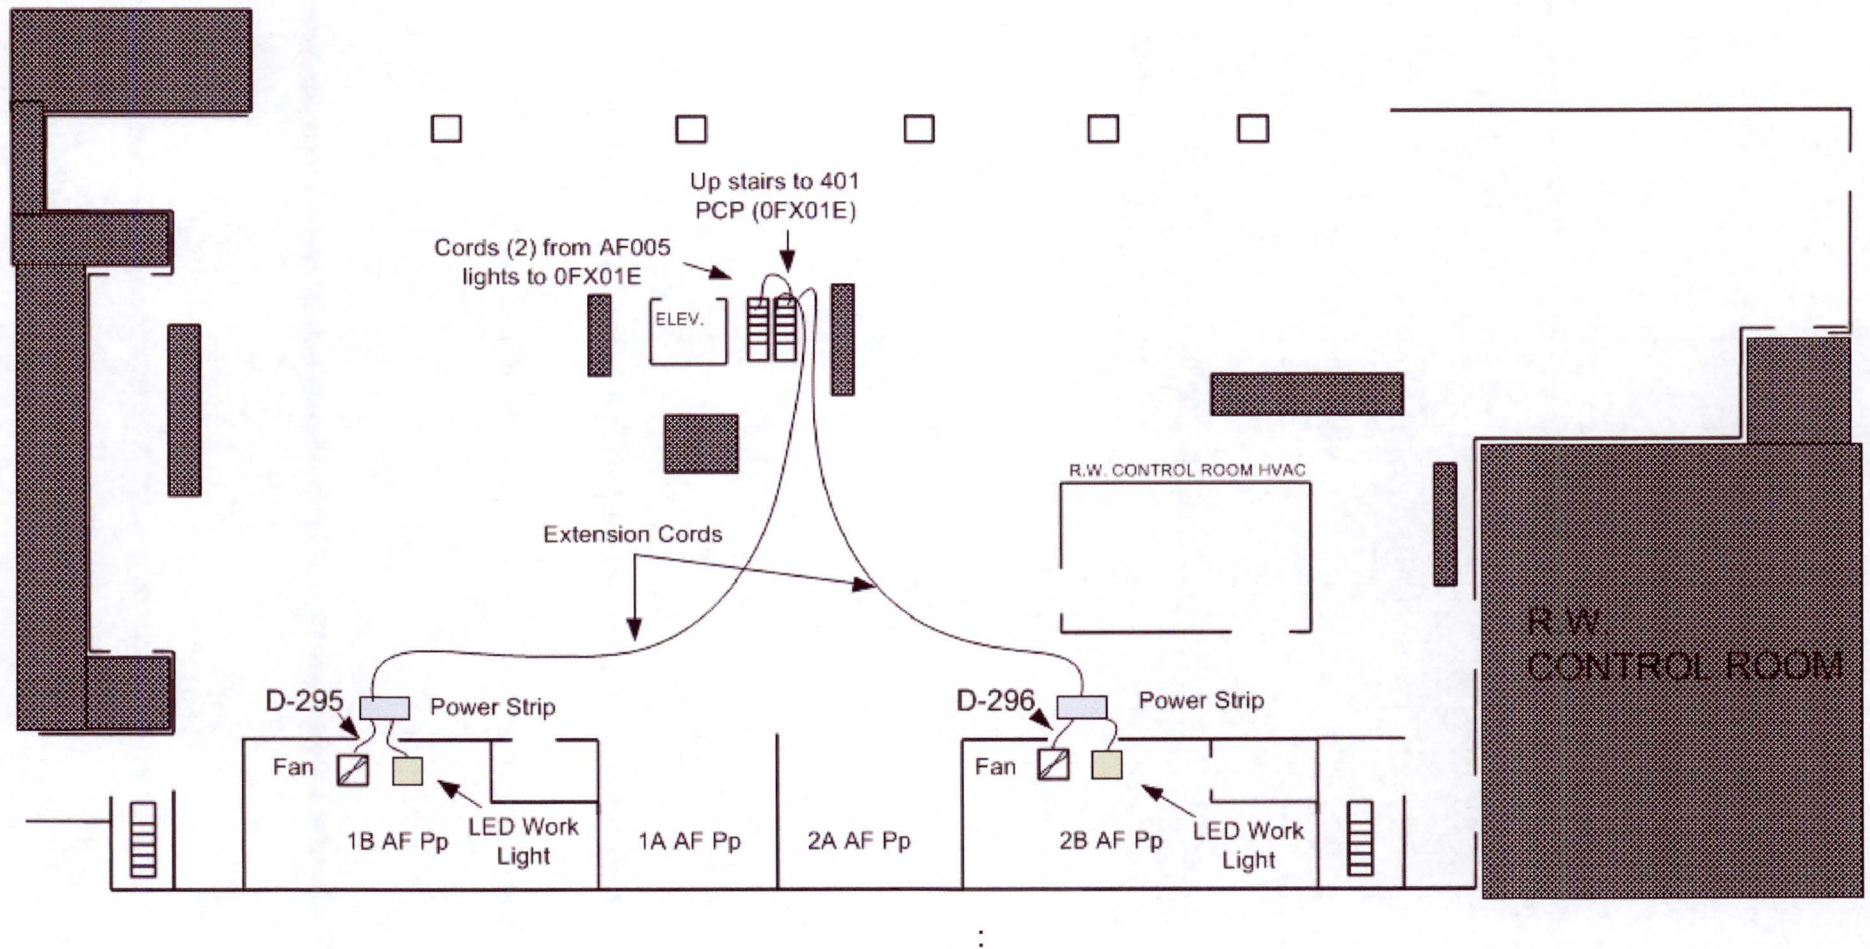 Up stairs to 401
PCP (0FX01E)
Cords (2) from AF005
lights to 0FX01E
ELEV.
R.W. CONTROL ROOM HVAC
Extension Cords
R.W.
CONTROL ROOM
D-295
Power Strip
D-296
Power Strip
Fan
Fan
LED Work
Light
1B AF Pp
1A AF Pp
2A AF Pp
2B AF Pp
LED Work
Light
: